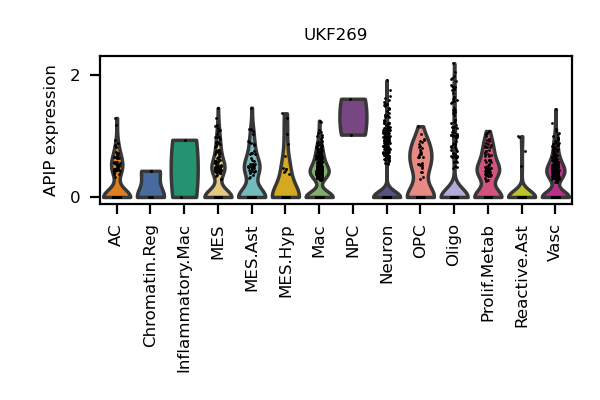 UKF269
APIP expression
2
0
AC
Chromatin.Reg
Inflammatory.Mac
MES
MES.Ast
MES.Hyp
Mac
NPC
Neuron
OPC
Oligo
Prolif.Metab
Reactive.Ast
Vasc